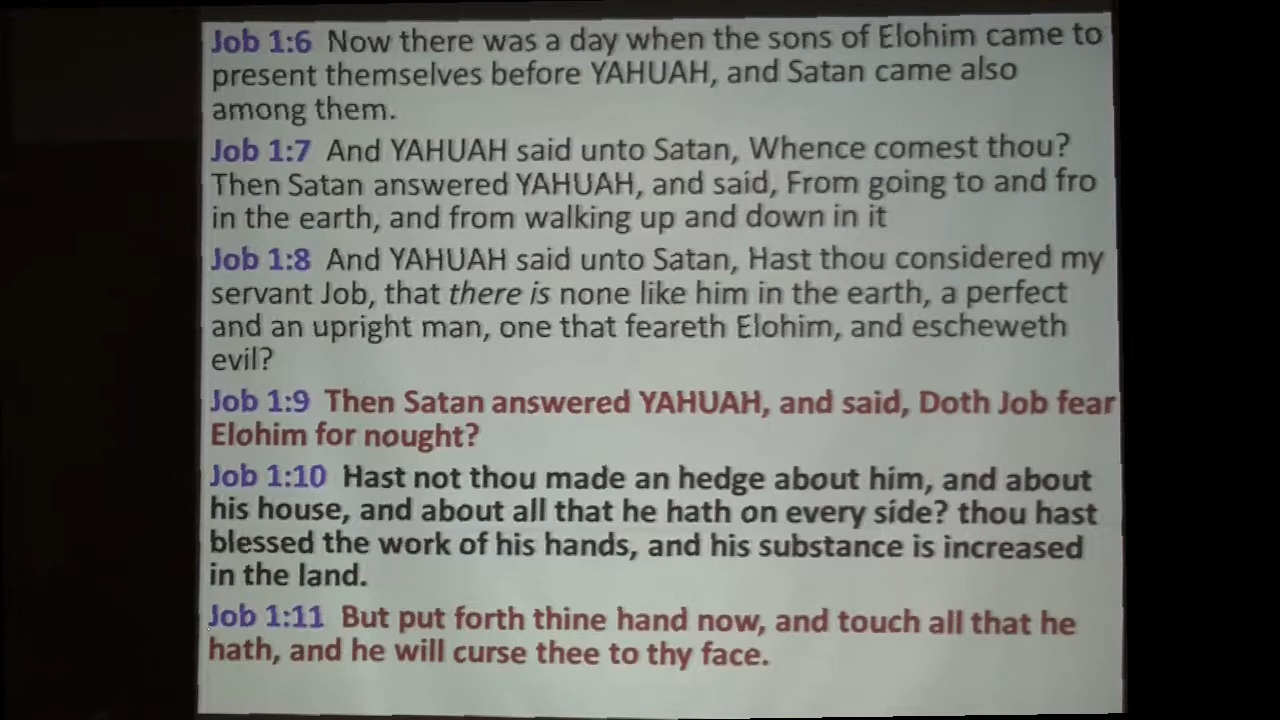 Job 1:6 Now there was a day when the sons of Elohim came to
present themselves before YAHUAH, and Satan came also
among them.
Job 1:7 And YAHUAH said unto Satan, Whence comest thou?
Then Satan answered YAHUAH, and said, From going to and fro
in the earth, and from walking up and down in it
Job 1:8 And YAHUAH said unto Satan, Hast thou considered my
servant Job, that there is none like him in the earth, a perfect
and an upright man, one that feareth Elohim, and escheweth
evil?
Job 1:9 Then Satan answered YAHUAH, and said, Doth Job fear
Elohim for nought?
Job 1:10 Hast not thou made an hedge about him, and about
his house, and about all that he hath on every side? thou hast
blessed the work of his hands, and his substance is increased
in the land.
Job 1:11 But put forth thine hand now, and touch all that he
hath, and he will curse thee to thy face.